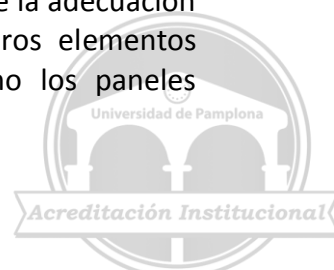 e la adecuación
ros elementos
no los paneles
Universidad de Pamplona
Acreditación Institucional